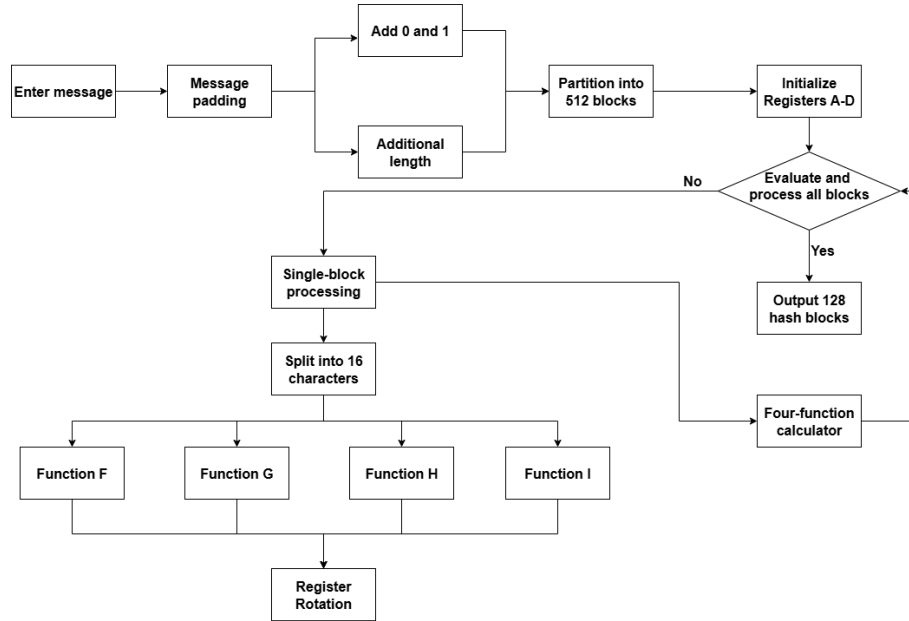 Enter message
Message
padding
Add 0 and 1
Additional
length
Partition into
512 blocks
Initialize
Registers A-D
Evaluate and
process all blocks
No
Yes
Single-block
processing
Output 128
hash blocks
Split into 16
characters
Four-function
calculator
Function F
Function G
Function H
Function I
Register
Rotation